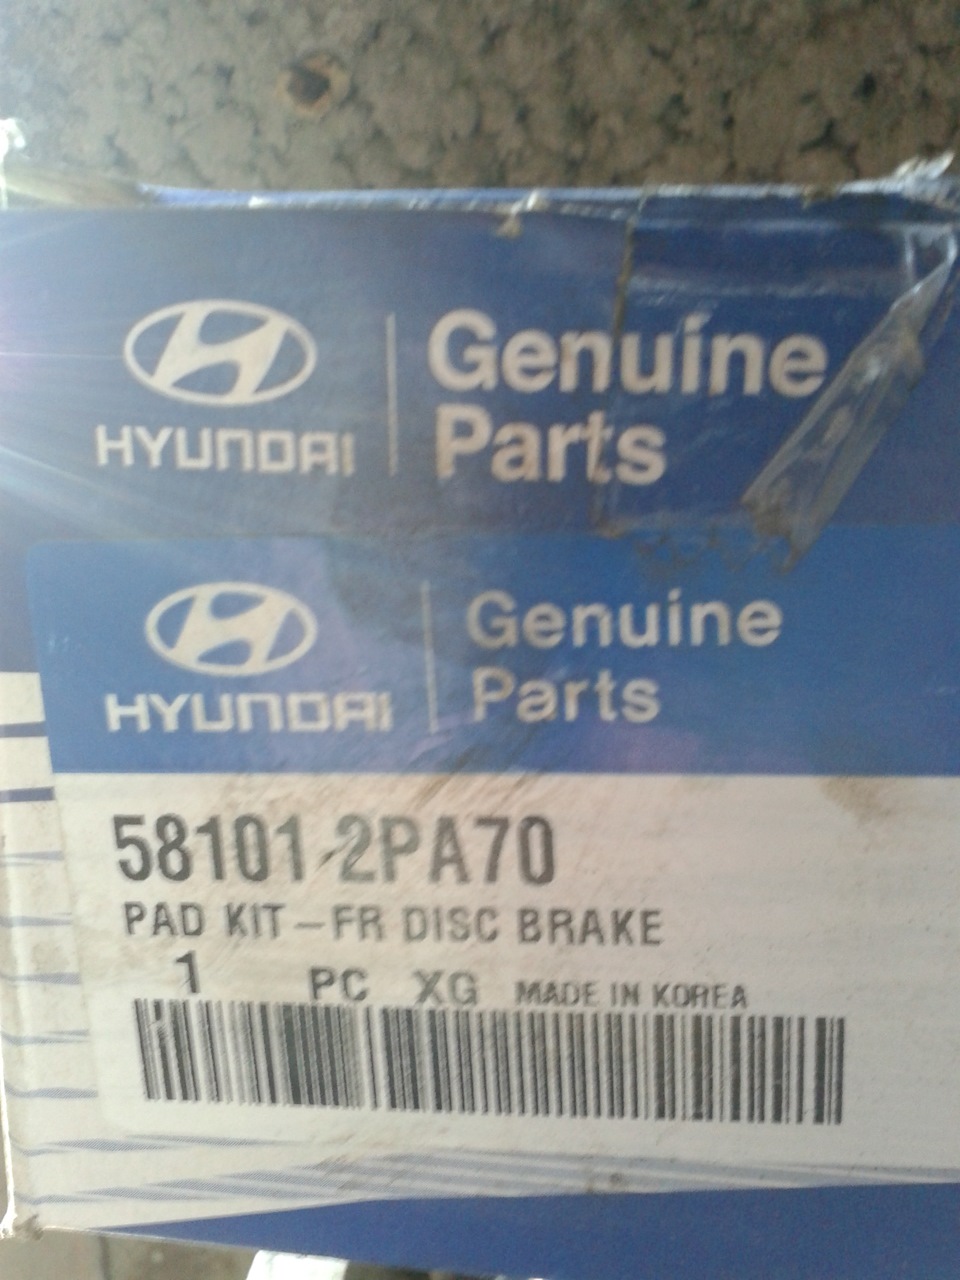 HYUNDAI
Genuine
Parts
HYUNDAI
Genuine
Parts
58101-2PA70
PAD KIT-FR DISC BRAKE
1 PC XG MADE IN KOREA